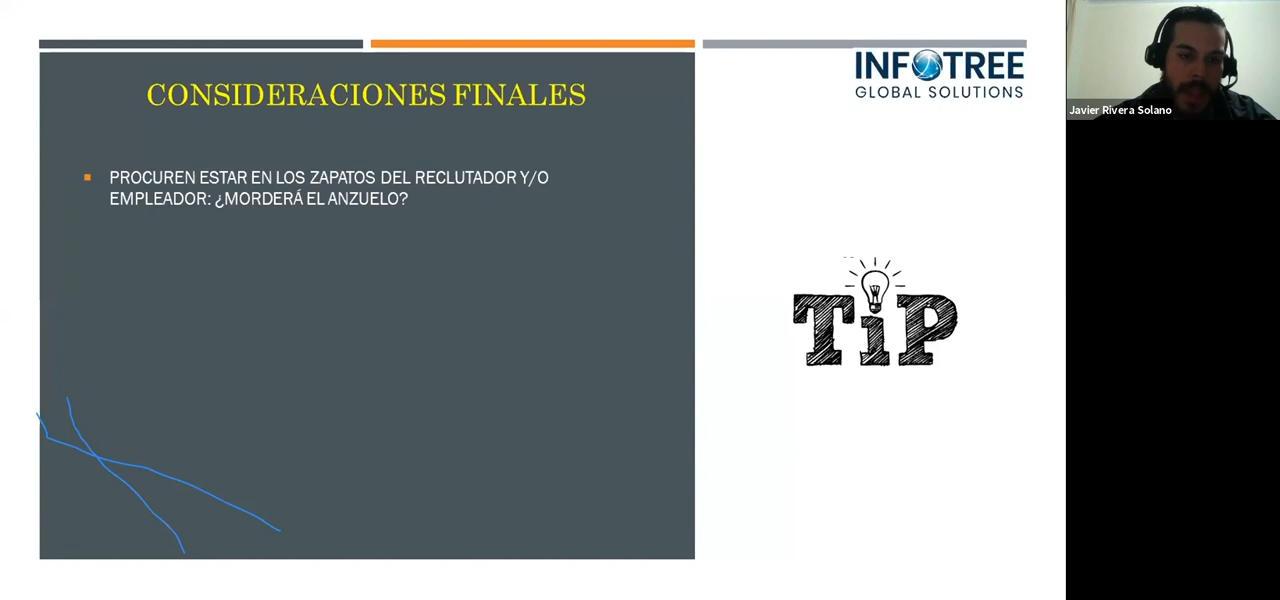 CONSIDERACIONES FINALES
PROCUREN ESTAR EN LOS ZAPATOS DEL RECLUTADOR Y/O
EMPLEADOR: ¿MORDERÁ EL ANZUELO?
INFOTREE
GLOBAL SOLUTIONS
TiP
Javier Rivera Solano